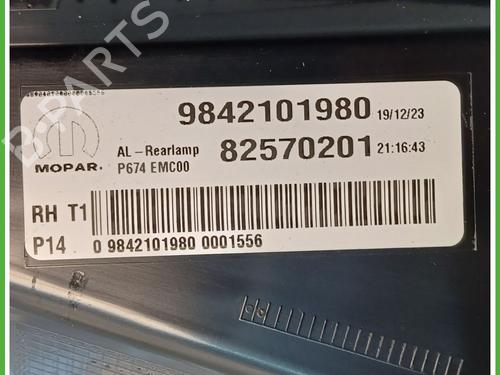 9842101980 19/12/23
AL-Rearlamp 82570201 21:16:43
MOPAR. P674 EMC00
RH T1
P14 0 9842101980 0001556
B-PARTS